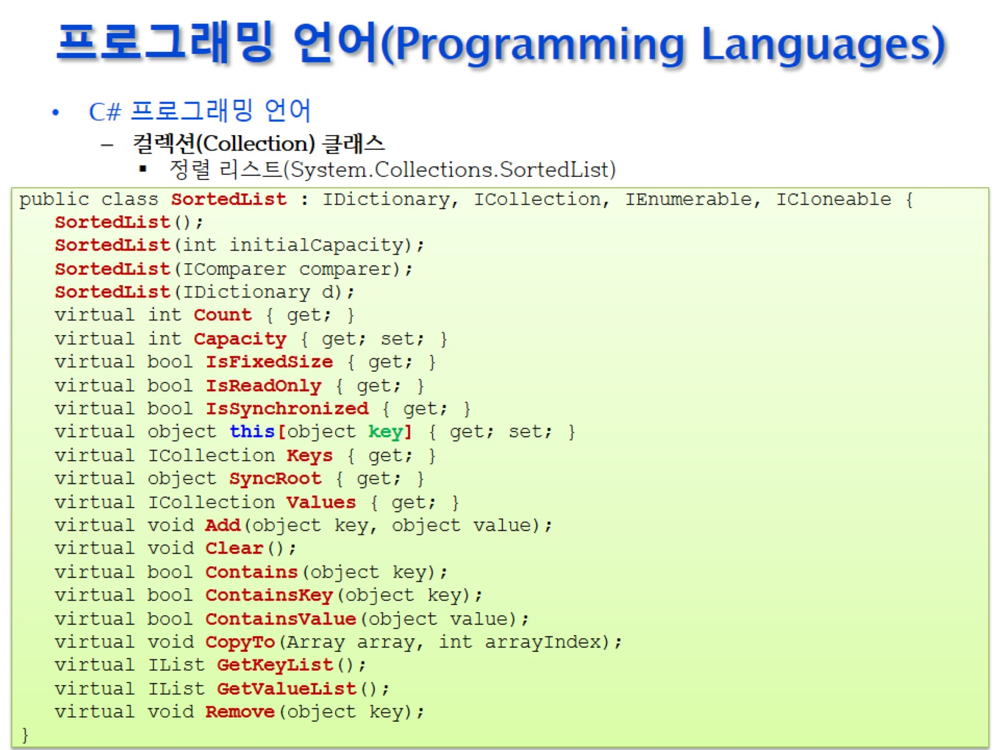 프로그래밍 언어(Programming Languages)
• C# 프로그래밍 언어
– 컬렉션(Collection) 클래스
▪ 정렬 리스트(System.Collections.SortedList)
public class SortedList : IDictionary, ICollection, IEnumerable, ICloneable {
SortedList();
SortedList(int initialCapacity);
SortedList(IComparer comparer);
SortedList(IDictionary d);
virtual int Count { get; }
virtual int Capacity { get; set; }
virtual bool IsFixedSize { get; }
virtual bool IsReadOnly { get; }
virtual bool IsSynchronized { get; }
virtual object this[object key] { get; set; }
virtual ICollection Keys { get; }
virtual object SyncRoot { get; }
virtual ICollection Values { get; }
virtual void Add(object key, object value);
virtual void Clear();
virtual bool Contains(object key);
virtual bool ContainsKey(object key);
virtual bool ContainsValue(object value);
virtual void CopyTo(Array array, int arrayIndex);
virtual IList GetKeyList();
virtual IList GetValueList();
virtual void Remove(object key);
}